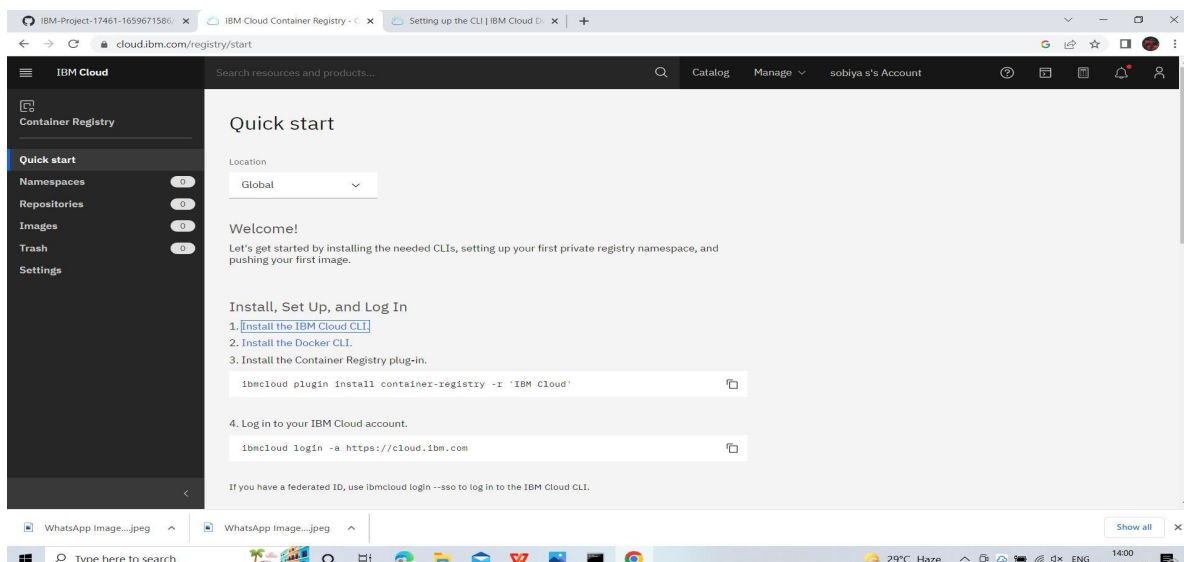 IBM-Project-17461-1659671586/
IBM Cloud Container Registry - C
Setting up the CLI | IBM Cloud D
cloud.ibm.com/registry/start
IBM Cloud
Search resources and products...
Catalog
Manage
sobiya s's Account
Container Registry
Quick start
Namespaces 0
Repositories 0
Images 0
Trash 0
Settings
Quick start
Location
Global
Welcome!
Let's get started by installing the needed CLIs, setting up your first private registry namespace, and
pushing your first image.
Install, Set Up, and Log In
1. Install the IBM Cloud CLI.
2. Install the Docker CLI.
3. Install the Container Registry plug-in.
ibmcloud plugin install container-registry -r 'IBM Cloud'
4. Log in to your IBM Cloud account.
ibmcloud login -a https://cloud.ibm.com
If you have a federated ID, use ibmcloud login --sso to log in to the IBM Cloud CLI.
WhatsApp Image....jpeg
WhatsApp Image....jpeg
Show all
Type here to search
29°C Haze
ENG
14:00